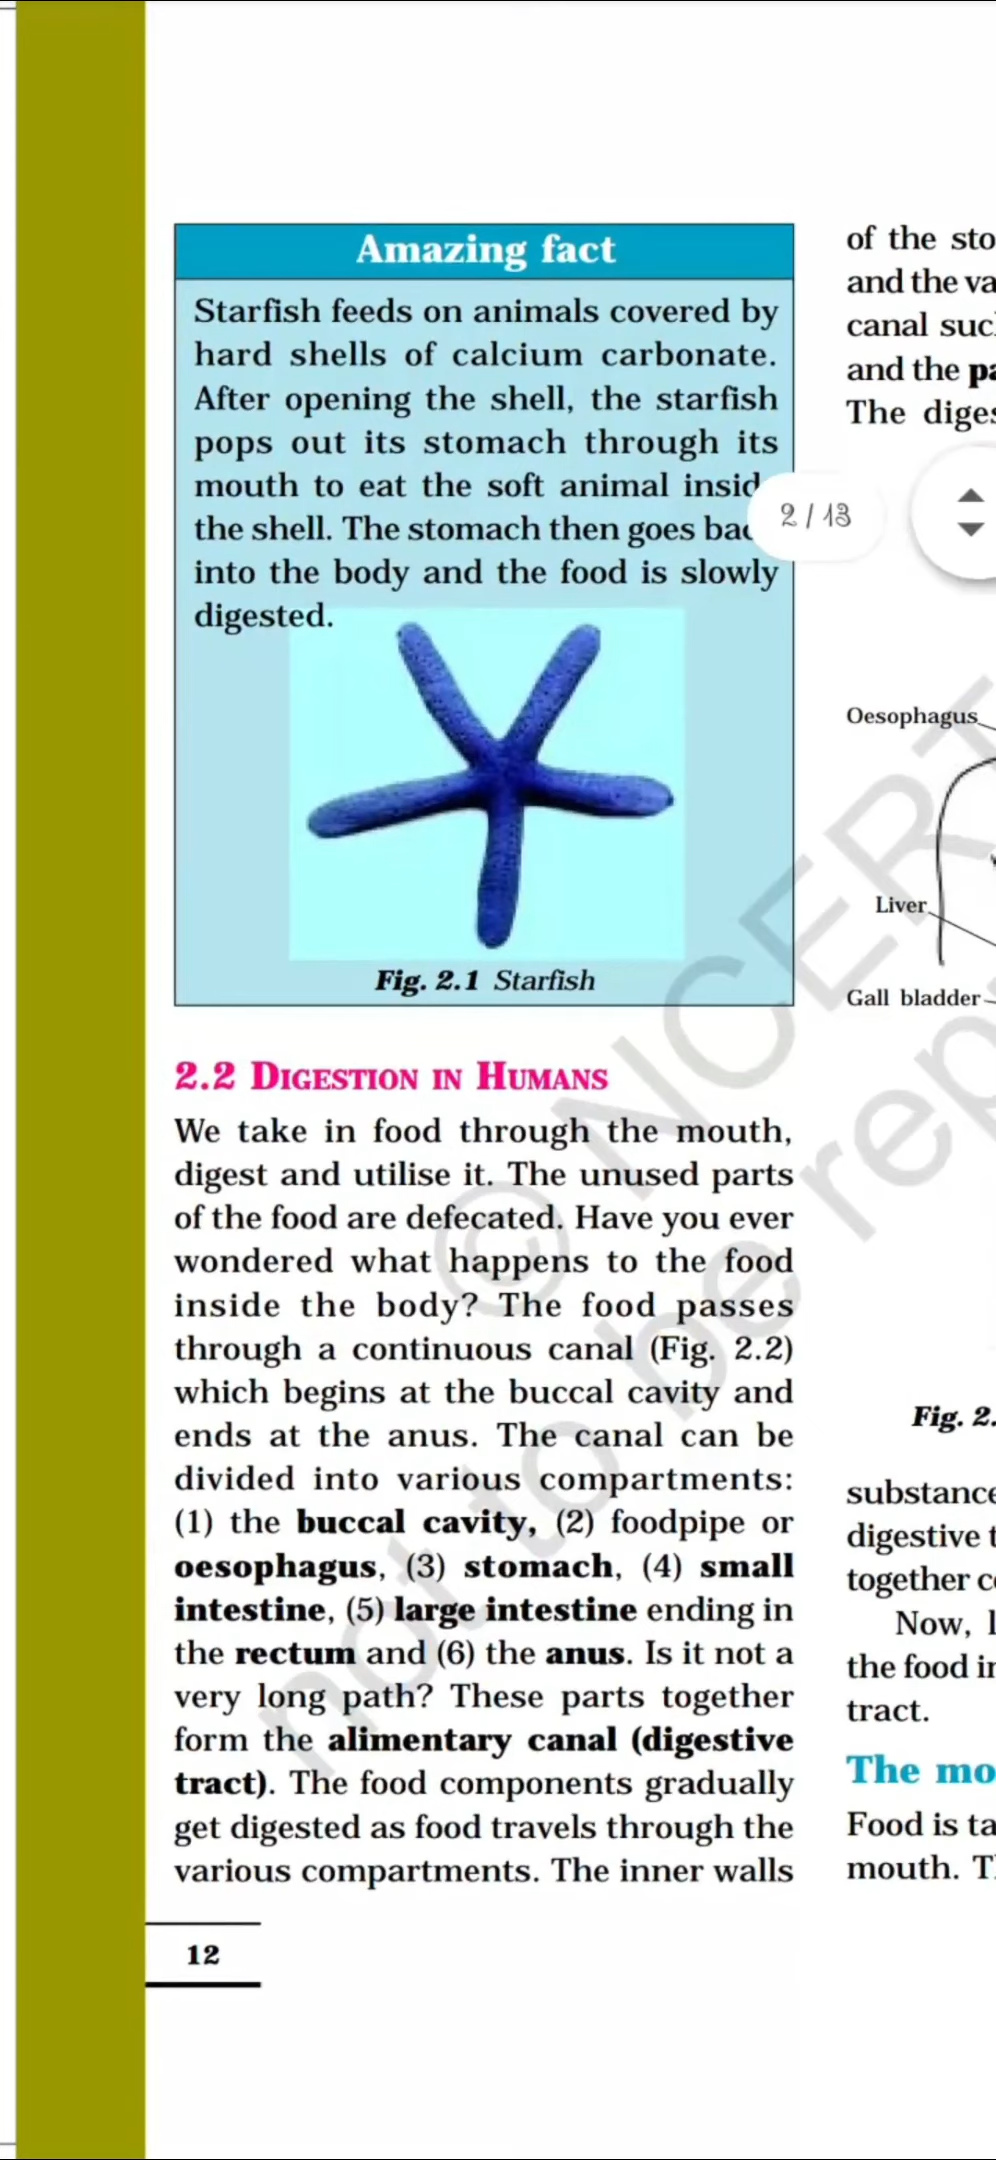 Amazing fact
Starfish feeds on animals covered by
hard shells of calcium carbonate.
After opening the shell, the starfish
pops out its stomach through its
mouth to eat the soft animal insid
the shell. The stomach then goes bac
into the body and the food is slowly
digested.
Fig. 2.1 Starfish
2.2 DIGESTION IN HUMANS
We take in food through the mouth,
digest and utilise it. The unused parts
of the food are defecated. Have you ever
wondered what happens to the food
inside the body? The food passes
through a continuous canal (Fig. 2.2)
which begins at the buccal cavity and
ends at the anus. The canal can be
divided into various compartments:
(1) the buccal cavity, (2) foodpipe or
oesophagus, (3) stomach, (4) small
intestine, (5) large intestine ending in
the rectum and (6) the anus. Is it not a
very long path? These parts together
form the alimentary canal (digestive
tract). The food components gradually
get digested as food travels through the
various compartments. The inner walls
12
of the sto
and the va
canal suc
and the pa
The diges
2 / 13
Oesophagus
Liver
Gall bladder
Fig. 2.
substance
digestive t
together c
Now, l
the food in
tract.
The mo
Food is ta
mouth. T
© NCERT
not to be rep